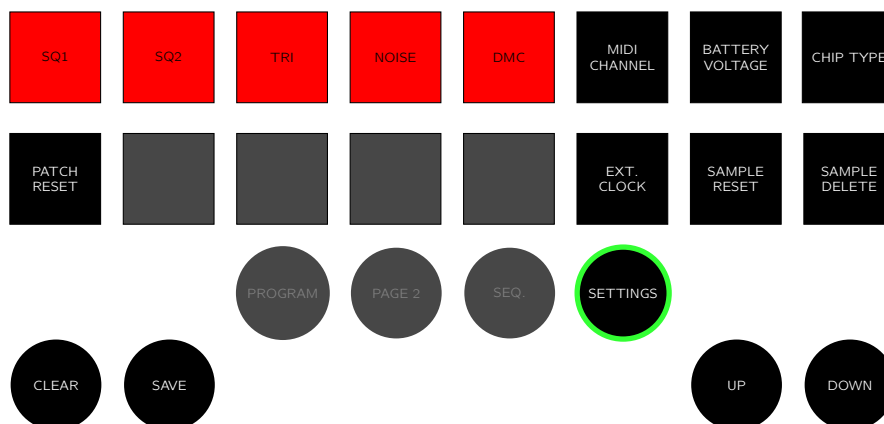 SQ1
SQ2
TRI
NOISE
DMC
MIDI
CHANNEL
BATTERY
VOLTAGE
CHIP TYPE
PATCH
RESET
EXT.
CLOCK
SAMPLE
RESET
SAMPLE
DELETE
PROGRAM
PAGE 2
SEQ.
SETTINGS
CLEAR
SAVE
UP
DOWN